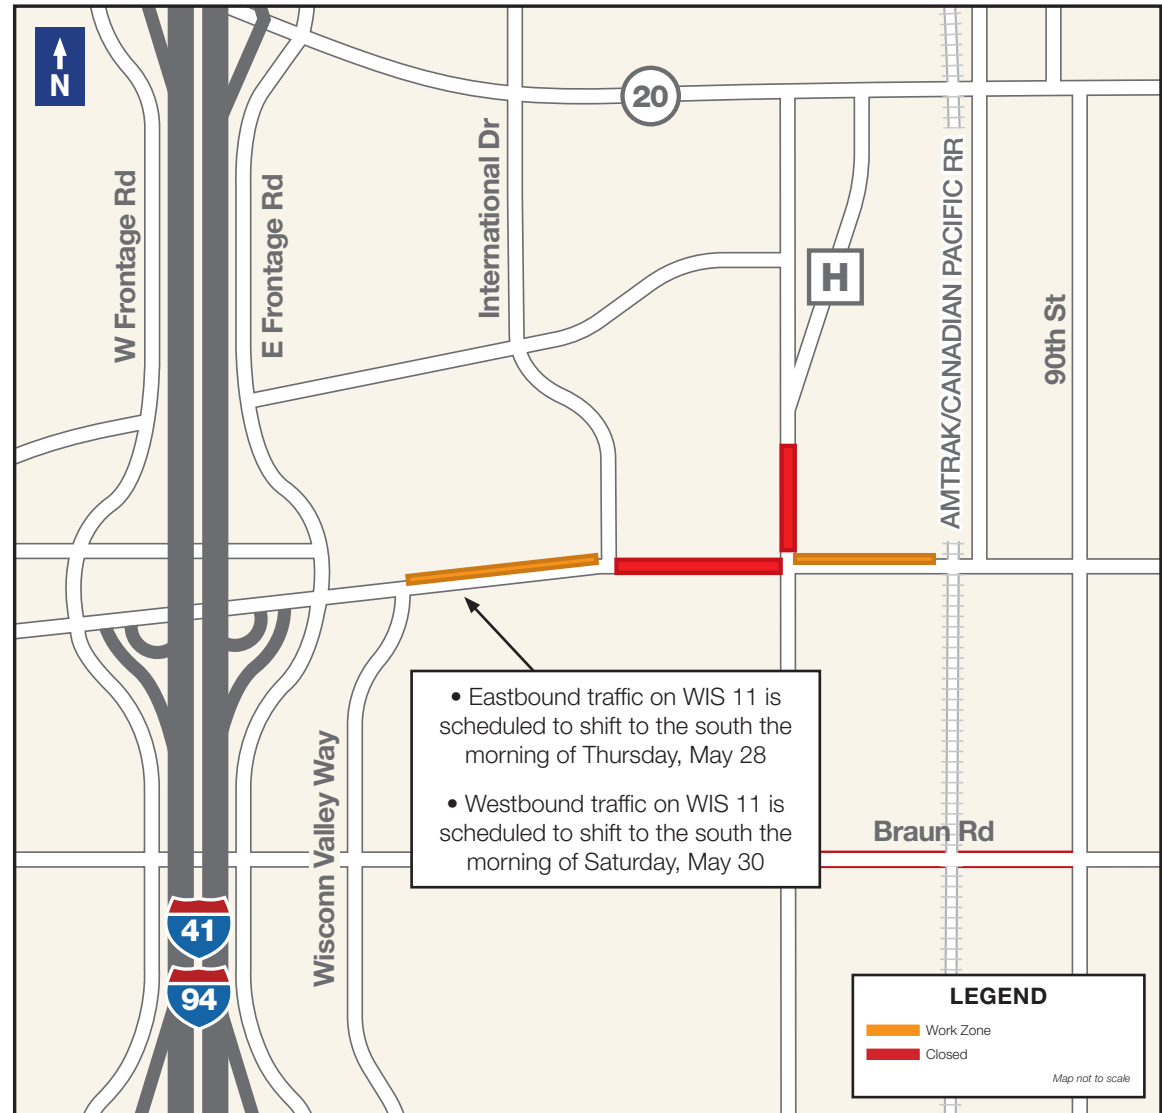 N
20
International Dr
W Frontage Rd
E Frontage Rd
AMTRAK/CANADIAN PACIFIC RR
H
90th St
• Eastbound traffic on WIS 11 is
scheduled to shift to the south the
morning of Thursday, May 28
• Westbound traffic on WIS 11 is
scheduled to shift to the south the
morning of Saturday, May 30
Wisconn Valley Way
Braun Rd
41
94
LEGEND
Work Zone
Closed
Map not to scale